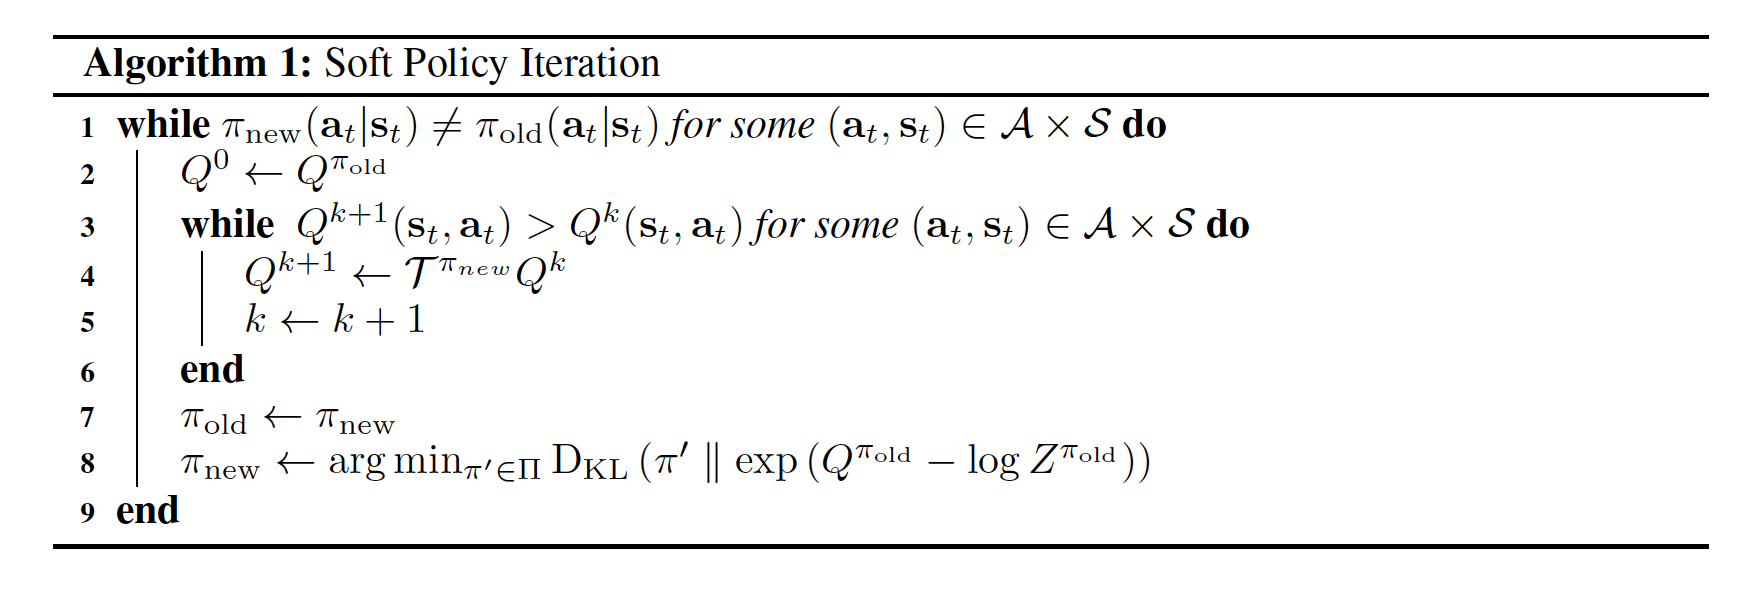 Algorithm 1: Soft Policy Iteration
1 while π_new(a_t|s_t) ≠ π_old(a_t|s_t) for some (a_t, s_t) ∈ 𝒜 × 𝒮 do
2 Q^0 ← Q^{π_old}
3 while Q^{k+1}(s_t, a_t) > Q^k(s_t, a_t) for some (a_t, s_t) ∈ 𝒜 × 𝒮 do
4 Q^{k+1} ← 𝒯^{π_new} Q^k
5 k ← k + 1
6 end
7 π_old ← π_new
8 π_new ← arg min_{π′∈Π} D_KL (π′ ∥ exp (Q^{π_old} − log Z^{π_old}))
9 end